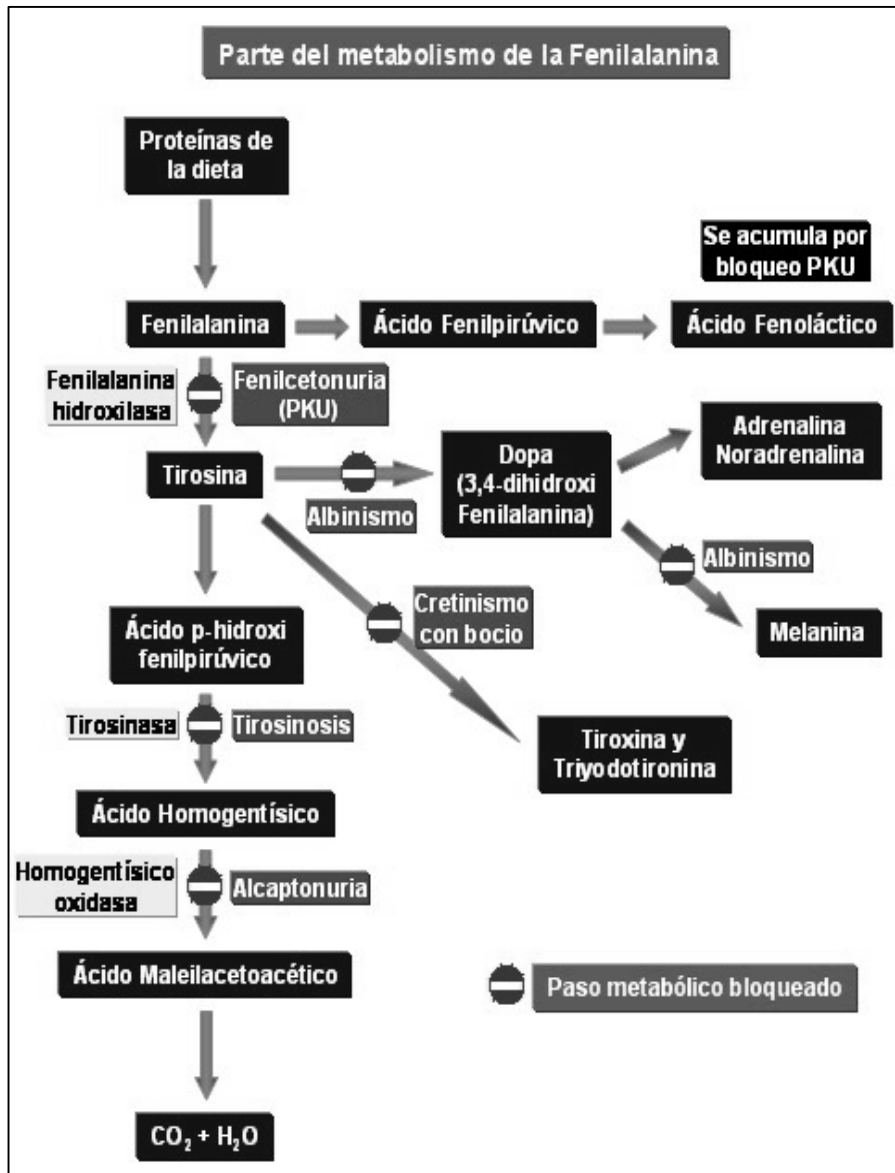 Parte del metabolismo de la Fenilalanina
Proteínas de
la dieta
Se acumula por
bloqueo PKU
Fenilalanina
Ácido Fenilpirúvico
Ácido Fenoláctico
Fenilalanina
hidroxilasa
Fenilcetonuria
(PKU)
Tirosina
Albinismo
Dopa
(3,4-dihidroxi
Fenilalanina)
Adrenalina
Noradrenalina
Albinismo
Melanina
Cretinismo
con bocio
Tiroxina y
Triyodotironina
Ácido p-hidroxi
fenilpirúvico
Tirosinasa
Tirosinosis
Ácido Homogentísico
Homogentísico
oxidasa
Alcaptonuria
Ácido Maleilacetoacético
Paso metabólico bloqueado
CO₂ + H₂O